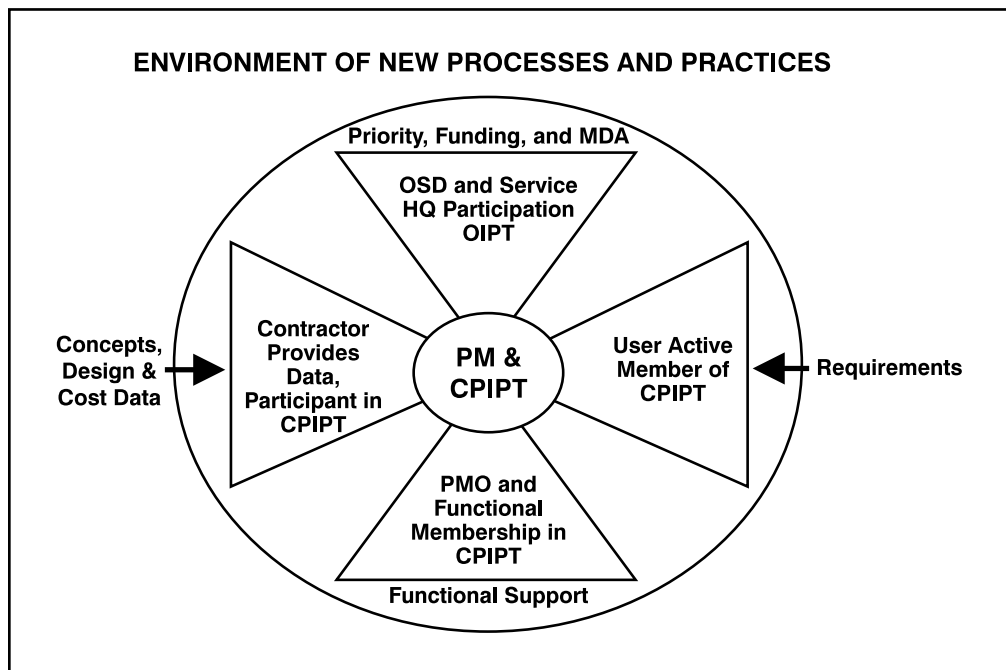 ENVIRONMENT OF NEW PROCESSES AND PRACTICES
Priority, Funding, and MDA
OSD and Service
HQ Participation
OIPT
Concepts,
Design &
Cost Data
Contractor
Provides
Data,
Participant in
CPIPT
PM &
CPIPT
User Active
Member of
CPIPT
Requirements
PMO and
Functional
Membership in
CPIPT
Functional Support